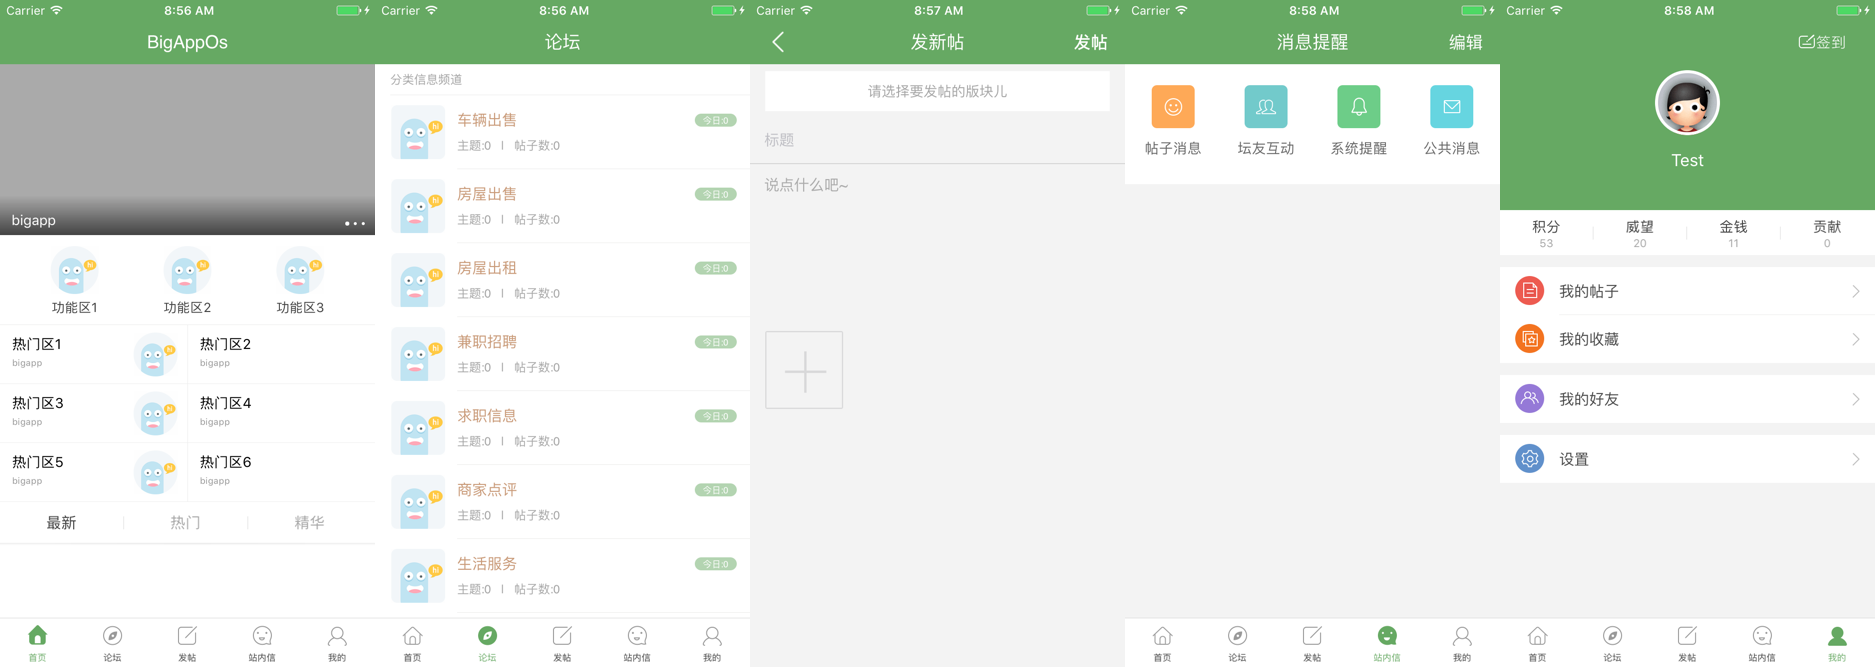 Carrier 8:56 AM
BigAppOs
bigapp
功能区1 功能区2 功能区3
热门区1
bigapp
热门区2
bigapp
热门区3
bigapp
热门区4
bigapp
热门区5
bigapp
热门区6
bigapp
最新 热门 精华
首页 论坛 发帖 站内信 我的
Carrier 8:56 AM
论坛
分类信息频道
车辆出售 今日:0
主题:0 | 帖子数:0
房屋出售 今日:0
主题:0 | 帖子数:0
房屋出租 今日:0
主题:0 | 帖子数:0
兼职招聘 今日:0
主题:0 | 帖子数:0
求职信息 今日:0
主题:0 | 帖子数:0
商家点评 今日:0
主题:0 | 帖子数:0
生活服务 今日:0
主题:0 | 帖子数:0
首页 论坛 发帖 站内信 我的
Carrier 8:57 AM
发新帖 发帖
请选择要发帖的版块儿
标题
说点什么吧~
Carrier 8:58 AM
消息提醒 编辑
帖子消息 坛友互动 系统提醒 公共消息
首页 论坛 发帖 站内信 我的
Carrier 8:58 AM
签到
Test
积分 威望 金钱 贡献
53 20 11 0
我的帖子
我的收藏
我的好友
设置
首页 论坛 发帖 站内信 我的